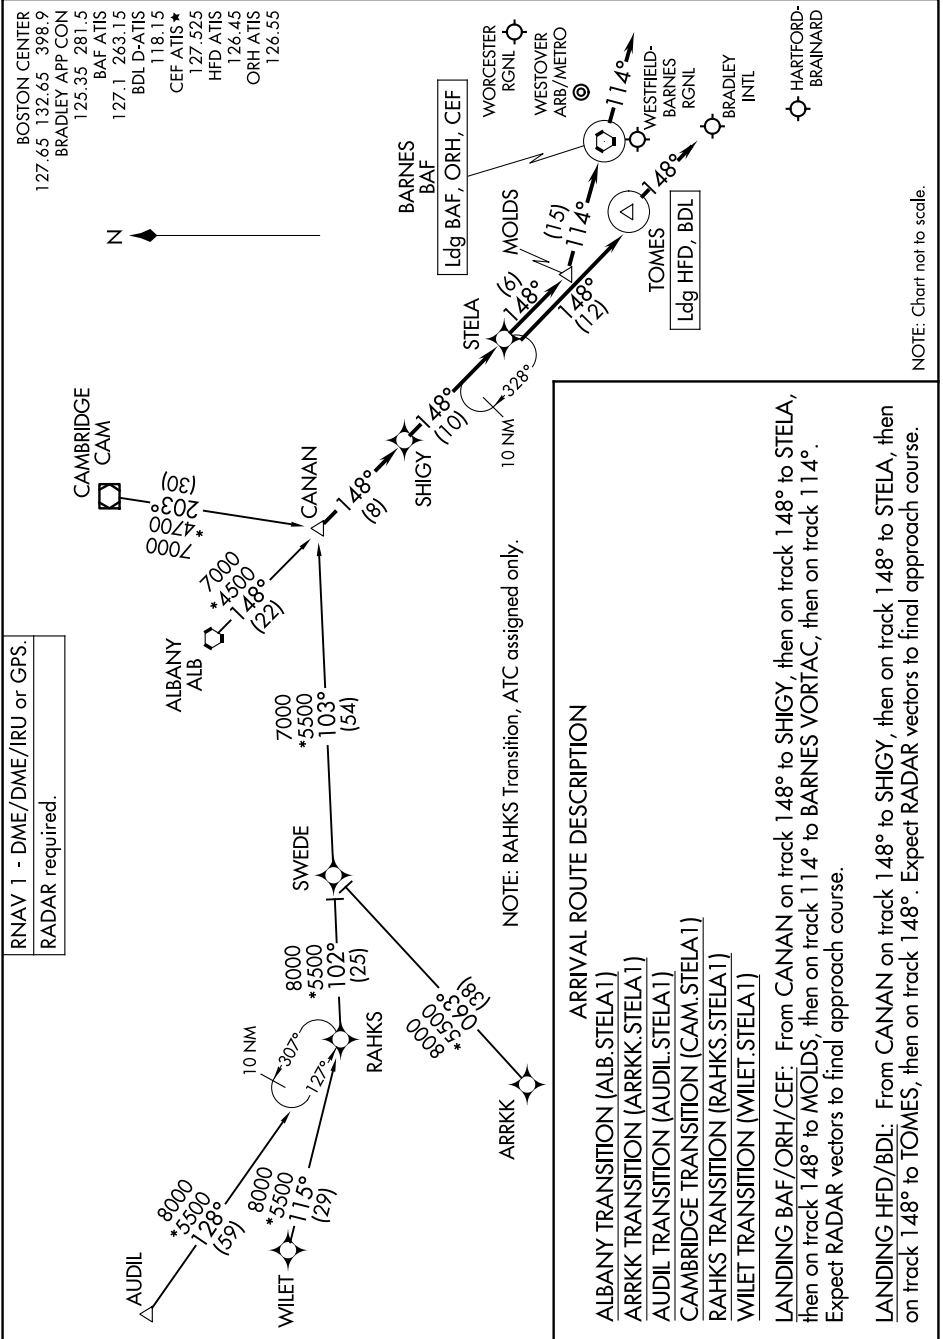 RNAV 1 - DME/DME/IRU or GPS.
RADAR required.
BOSTON CENTER
127.65 132.65 398.9
BRADLEY APP CON
125.35 281.5
BAF ATIS
127.1 263.15
BDL D-ATIS
118.15
CEF ATIS★
127.525
HFD ATIS
126.45
ORH ATIS
126.55
N
CAMBRIDGE
CAM
7000
*4700
203°
(30)
ALBANY
ALB
7000
*4500
148°
(22)
CANAN
148°
(8)
SHIGY
148°
(10)
STELA
10 NM
328°
(6)
148°
MOLDS
148°
(12)
(15)
114°
BARNES
BAF
Ldg BAF, ORH, CEF
114°
TOMES
Ldg HFD, BDL
148°
WORCESTER
RGNL
WESTOVER
ARB/METRO
WESTFIELD-
BARNES
RGNL
BRADLEY
INTL
HARTFORD-
BRAINARD
AUDIL
8000
*5500
128°
(59)
WILET
8000
*5500
115°
(29)
10 NM
307°
127°
RAHKS
8000
*5500
102°
(25)
ARRKK
8000
*5500
063°
(38)
SWEDE
7000
*5500
103°
(54)
NOTE: RAHKS Transition, ATC assigned only.
NOTE: Chart not to scale.
ARRIVAL ROUTE DESCRIPTION
ALBANY TRANSITION (ALB.STELA1)
ARRKK TRANSITION (ARRKK.STELA1)
AUDIL TRANSITION (AUDIL.STELA1)
CAMBRIDGE TRANSITION (CAM.STELA1)
RAHKS TRANSITION (RAHKS.STELA1)
WILET TRANSITION (WILET.STELA1)
LANDING BAF/ORH/CEF: From CANAN on track 148° to SHIGY, then on track 148° to STELA,
then on track 148° to MOLDS, then on track 114° to BARNES VORTAC, then on track 114°.
Expect RADAR vectors to final approach course.
LANDING HFD/BDL: From CANAN on track 148° to SHIGY, then on track 148° to STELA, then
on track 148° to TOMES, then on track 148°. Expect RADAR vectors to final approach course.